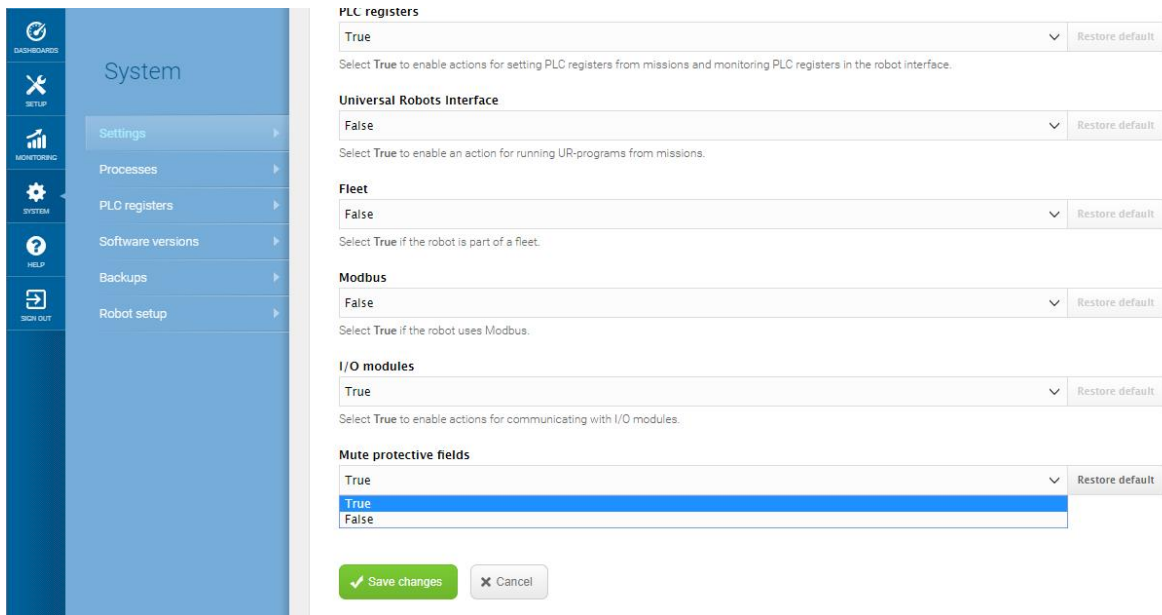 DASHBOARDS
SETUP
MONITORING
SYSTEM
HELP
SIGN OUT
System
Settings
Processes
PLC registers
Software versions
Backups
Robot setup
PLC registers
True
Restore default
Select True to enable actions for setting PLC registers from missions and monitoring PLC registers in the robot interface.
Universal Robots Interface
False
Restore default
Select True to enable an action for running UR-programs from missions.
Fleet
False
Restore default
Select True if the robot is part of a fleet.
Modbus
False
Restore default
Select True if the robot uses Modbus.
I/O modules
True
Restore default
Select True to enable actions for communicating with I/O modules.
Mute protective fields
True
Restore default
True
False
Save changes
Cancel